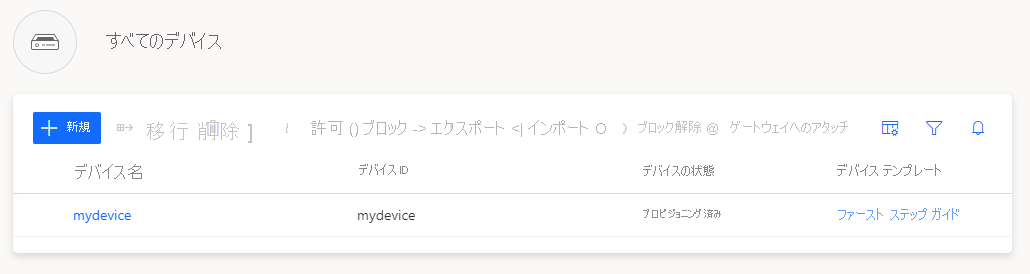 すべてのデバイス
新規 移行 削除 ] 許可 () ブロック -> エクスポート <| インポート O ) ブロック解除 @ ゲートウェイへのアタッチ
デバイス名 デバイス ID デバイスの状態 デバイス テンプレート
mydevice mydevice プロビジョニング済み ファースト ステップ ガイド